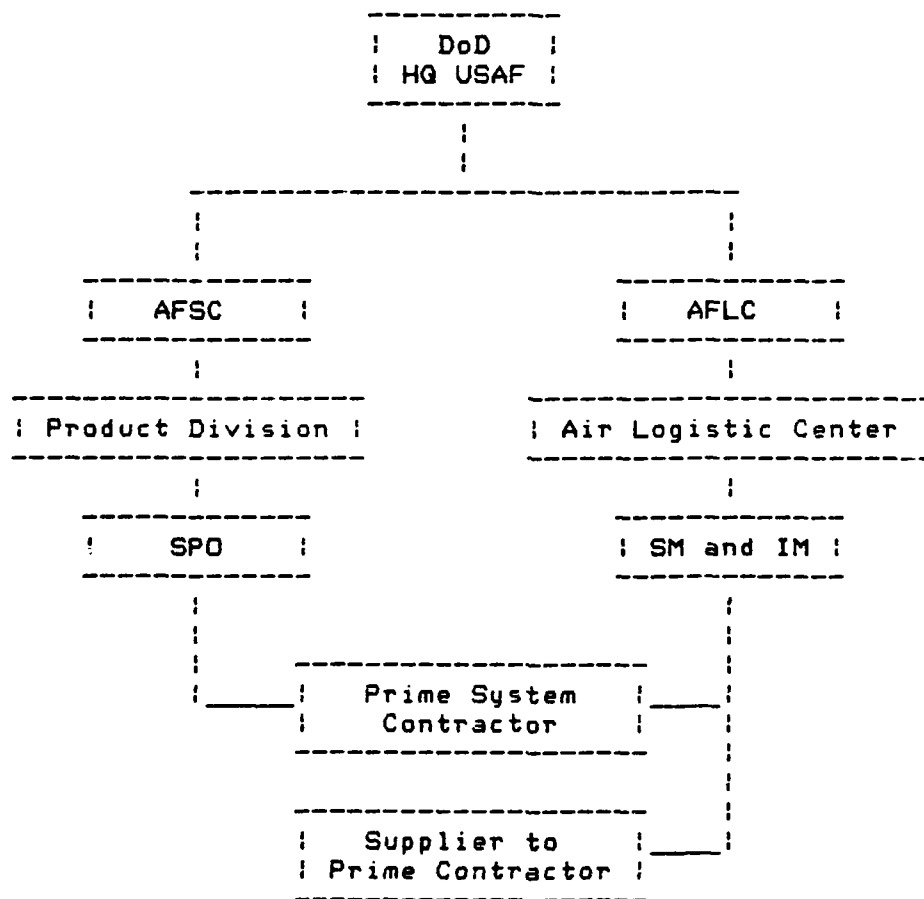 DoD
HQ USAF
AFSC
AFLC
Product Division
Air Logistic Center
SPO
SM and IM
Prime System
Contractor
Supplier to
Prime Contractor